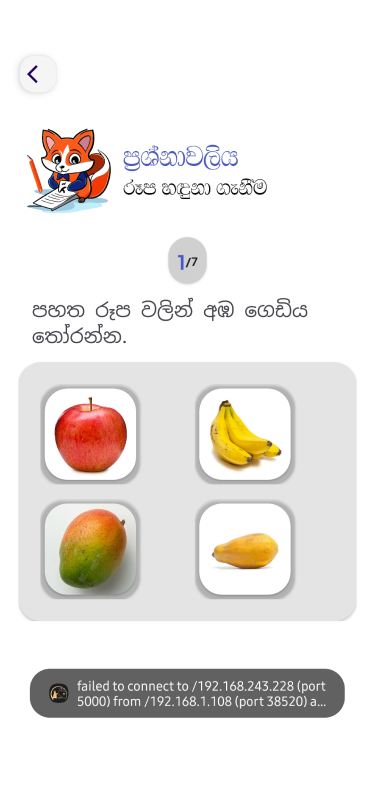 ප්‍රශ්නාවලිය
රූප හඳුනා ගැනීම
1/7
පහත රූප වලින් අඹ ගෙඩිය
තෝරන්න.
failed to connect to /192.168.243.228 (port
5000) from /192.168.1.108 (port 38520) a...